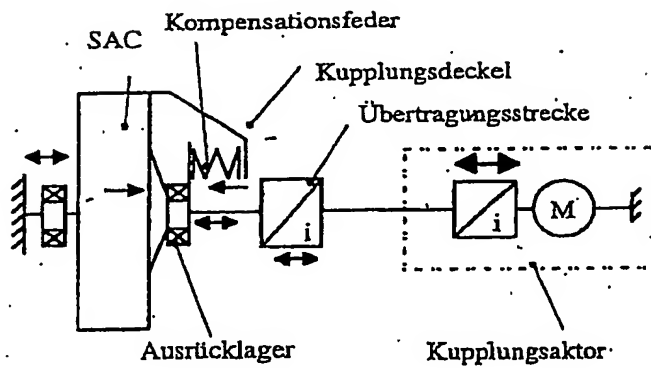 Kompensationsfeder
SAC
Kupplungsdeckel
Übertragungsstrecke
i
i
M
Ausrücklager
Kupplungsaktor